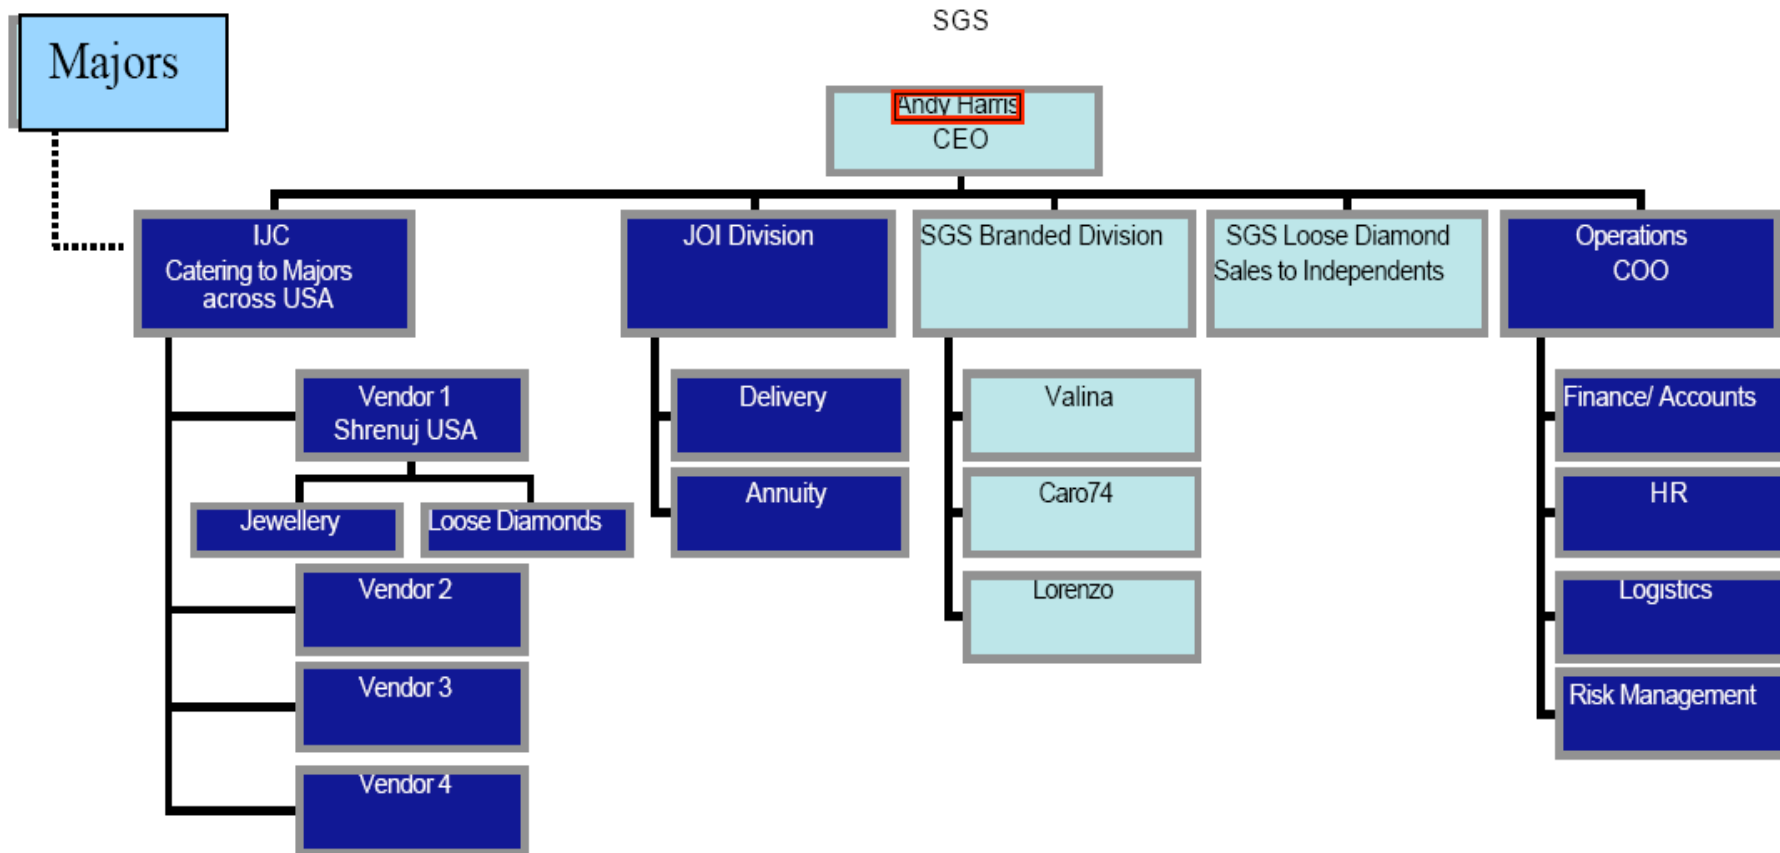 SGS
Majors
Andy Harris
CEO
IJC
Catering to Majors
across USA
JOI Division
SGS Branded Division
SGS Loose Diamond
Sales to Independents
Operations
COO
Vendor 1
Shrenuj USA
Jewellery
Loose Diamonds
Vendor 2
Vendor 3
Vendor 4
Delivery
Annuity
Valina
Caro74
Lorenzo
Finance/ Accounts
HR
Logistics
Risk Management